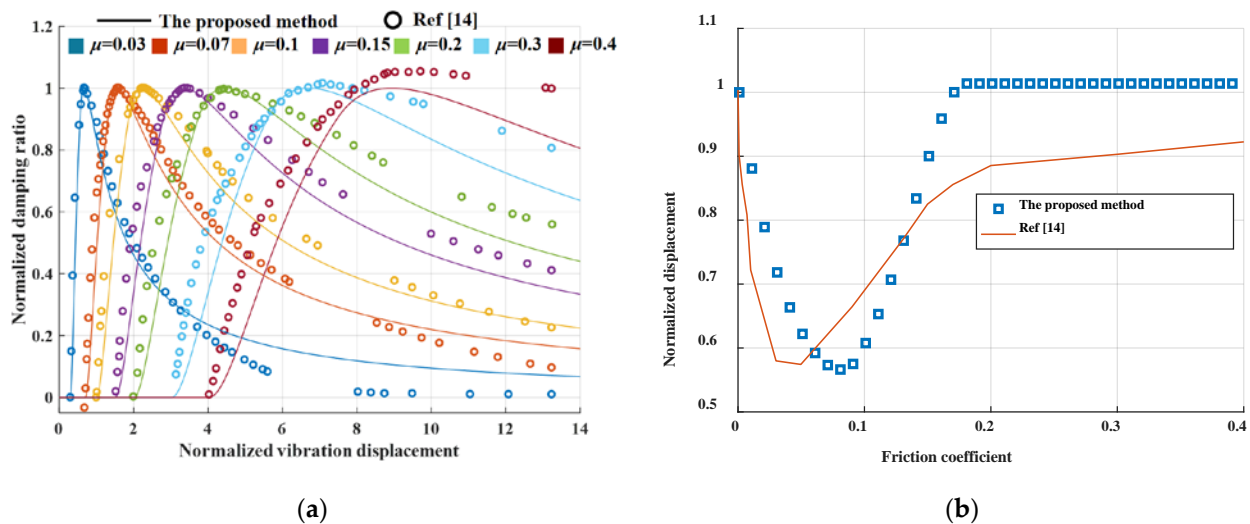 The proposed method Ref [14]
μ=0.03 μ=0.07 μ=0.1 μ=0.15 μ=0.2 μ=0.3 μ=0.4
1.2
1
0.8
0.6
0.4
0.2
0
0 2 4 6 8 10 12 14
Normalized damping ratio
Normalized vibration displacement
(a)
1.1
1
0.9
0.8
0.7
0.6
0.5
0 0.1 0.2 0.3 0.4
Normalized displacement
Friction coefficient
The proposed method
Ref [14]
(b)